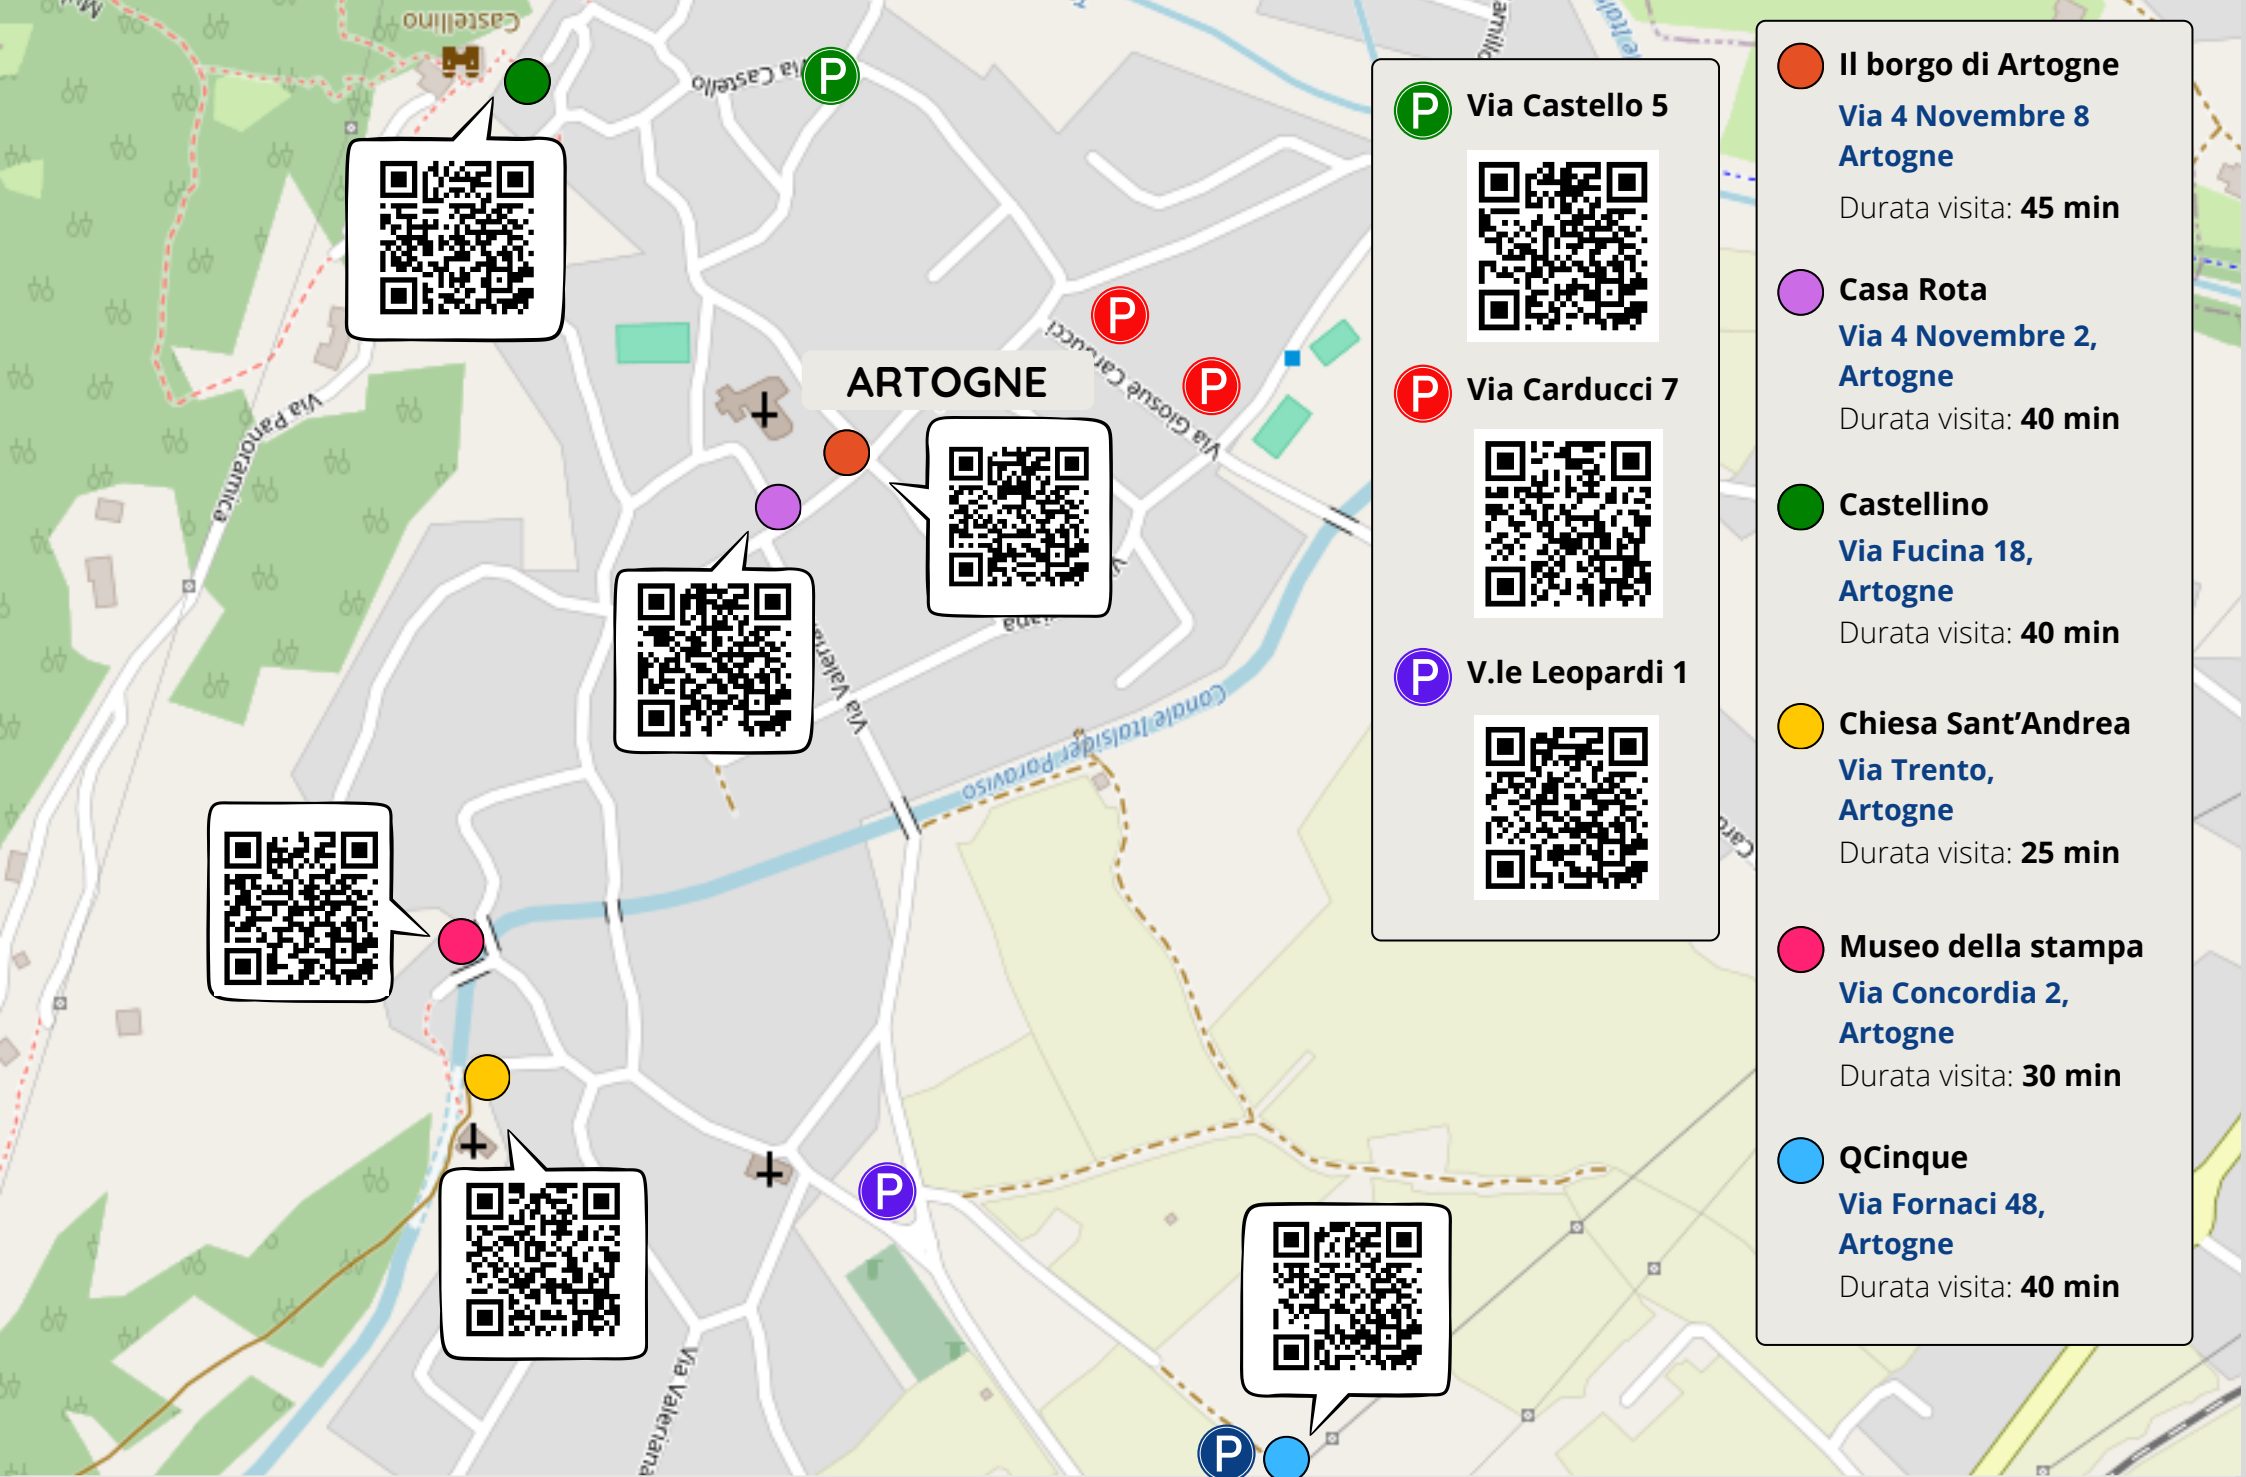 Castellino
Via Castello
P
Via Panoramica
ARTOGNE
P
P
Via Giosuè Carducci
Via Valeriana
Canale Italsider Paraviso
P
Via Valeriana
P
P Via Castello 5
P Via Carducci 7
P V.le Leopardi 1
Il borgo di Artogne
Via 4 Novembre 8
Artogne
Durata visita: 45 min
Casa Rota
Via 4 Novembre 2,
Artogne
Durata visita: 40 min
Castellino
Via Fucina 18,
Artogne
Durata visita: 40 min
Chiesa Sant’Andrea
Via Trento,
Artogne
Durata visita: 25 min
Museo della stampa
Via Concordia 2,
Artogne
Durata visita: 30 min
QCinque
Via Fornaci 48,
Artogne
Durata visita: 40 min